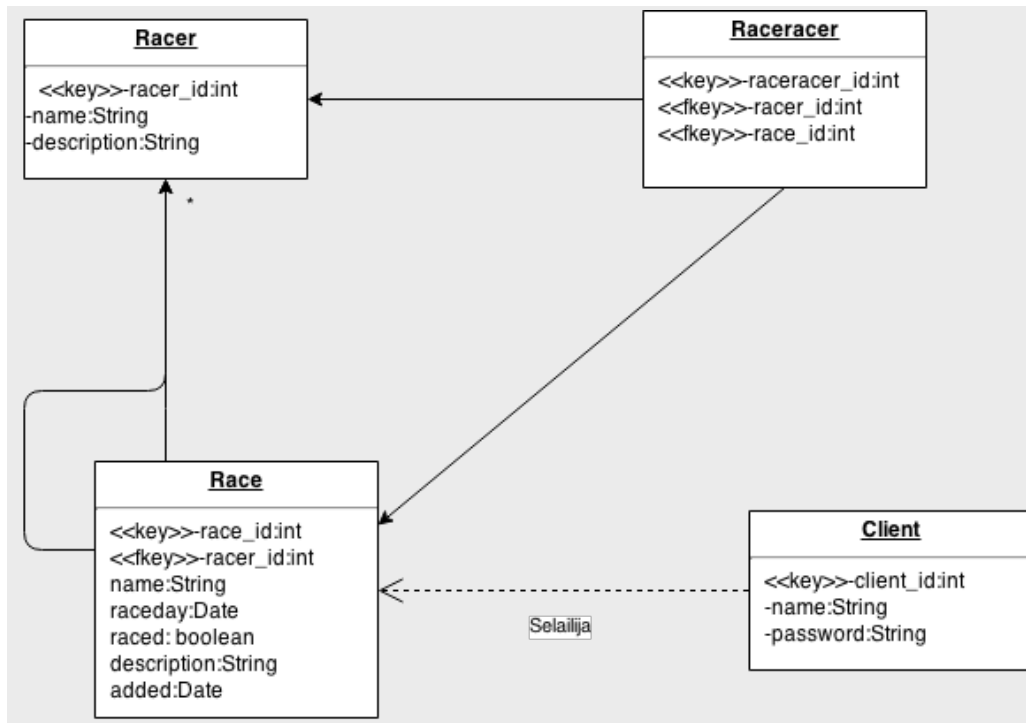 Racer
<<key>>-racer_id:int
-name:String
-description:String
Raceracer
<<key>>-raceracer_id:int
<<fkey>>-racer_id:int
<<fkey>>-race_id:int
*
Race
<<key>>-race_id:int
<<fkey>>-racer_id:int
name:String
raceday:Date
raced: boolean
description:String
added:Date
Selailija
Client
<<key>>-client_id:int
-name:String
-password:String